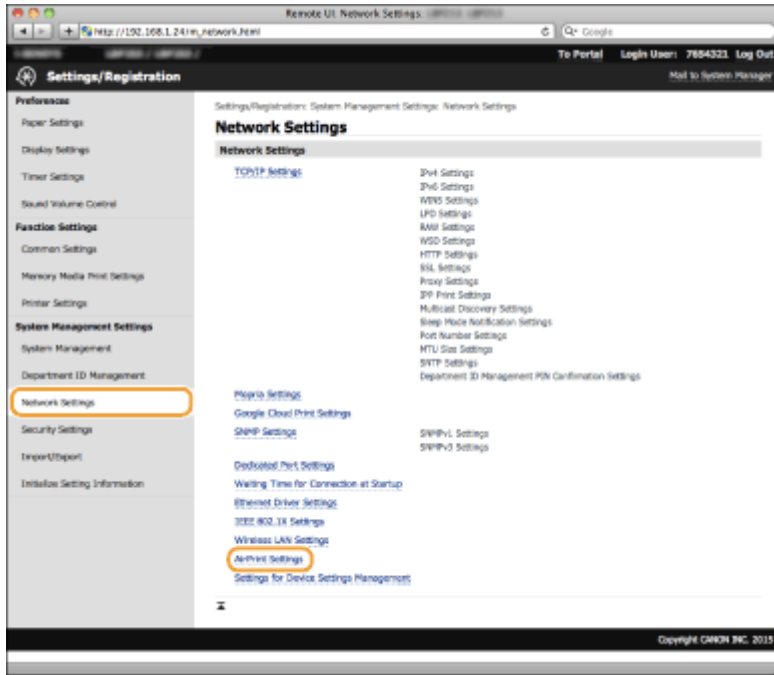 Remote UI: Network Settings:
http://192.168.1.24/m_network.html
Google
To Portal Login User: 7654321 Log Out
Settings/Registration
Mail to System Manager
Preferences
Paper Settings
Display Settings
Timer Settings
Sound Volume Control
Function Settings
Common Settings
Memory Media Print Settings
Printer Settings
System Management Settings
System Management
Department ID Management
Network Settings
Security Settings
Import/Export
Initialize Setting Information
Settings/Registration: System Management Settings: Network Settings
Network Settings
Network Settings
TCP/IP Settings
IPv4 Settings
IPv6 Settings
WINS Settings
LPD Settings
RAW Settings
WSD Settings
HTTP Settings
SSL Settings
Proxy Settings
IPP Print Settings
Multicast Discovery Settings
Sleep Mode Notification Settings
Port Number Settings
MTU Size Settings
SNTP Settings
Department ID Management PIN Confirmation Settings
Mopria Settings
Google Cloud Print Settings
SNMP Settings
SNMPv1 Settings
SNMPv3 Settings
Dedicated Port Settings
Waiting Time for Connection at Startup
Ethernet Driver Settings
IEEE 802.1X Settings
Wireless LAN Settings
AirPrint Settings
Settings for Device Settings Management
Copyright CANON INC. 2015